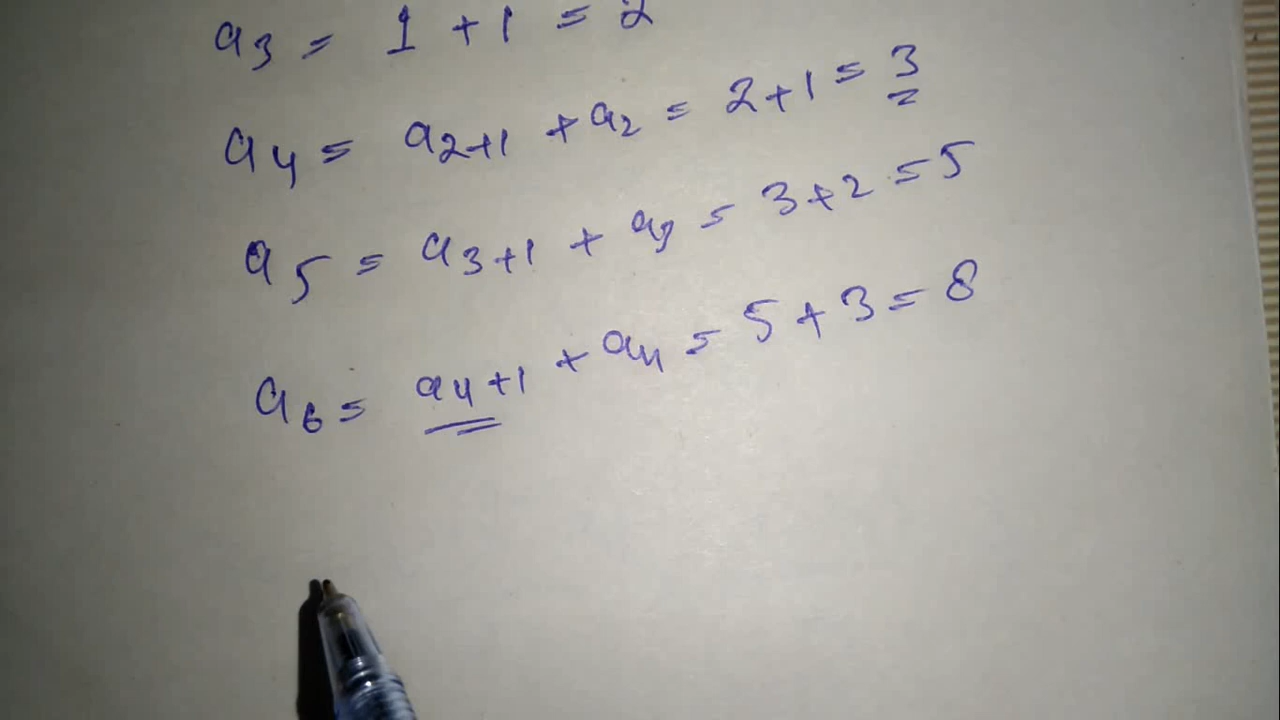 a₃ = 1 + 1 = 2
a₄ = a₂₊₁ + a₂ = 2+1 = 3
a₅ = a₃₊₁ + a₃ = 3+2 = 5
a₆ = a₄₊₁ + a₄ = 5+3 = 8